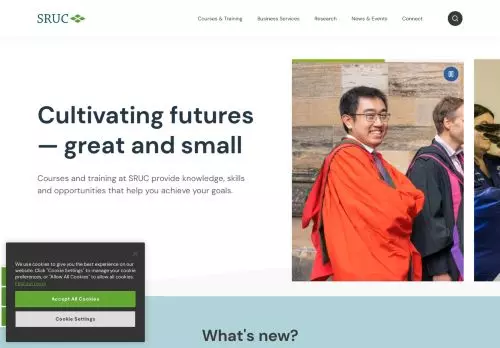 SRUC
Courses & Training
Business Services
Research
News & Events
Connect
Cultivating futures
— great and small
Courses and training at SRUC provide knowledge, skills
and opportunities that help you achieve your goals.
We use cookies to give you the best experience on our
website. Click "Cookie Settings" to manage your cookie
preferences, or "Allow All Cookies" to allow all cookies.
Find out more
Accept All Cookies
Cookie Settings
What's new?